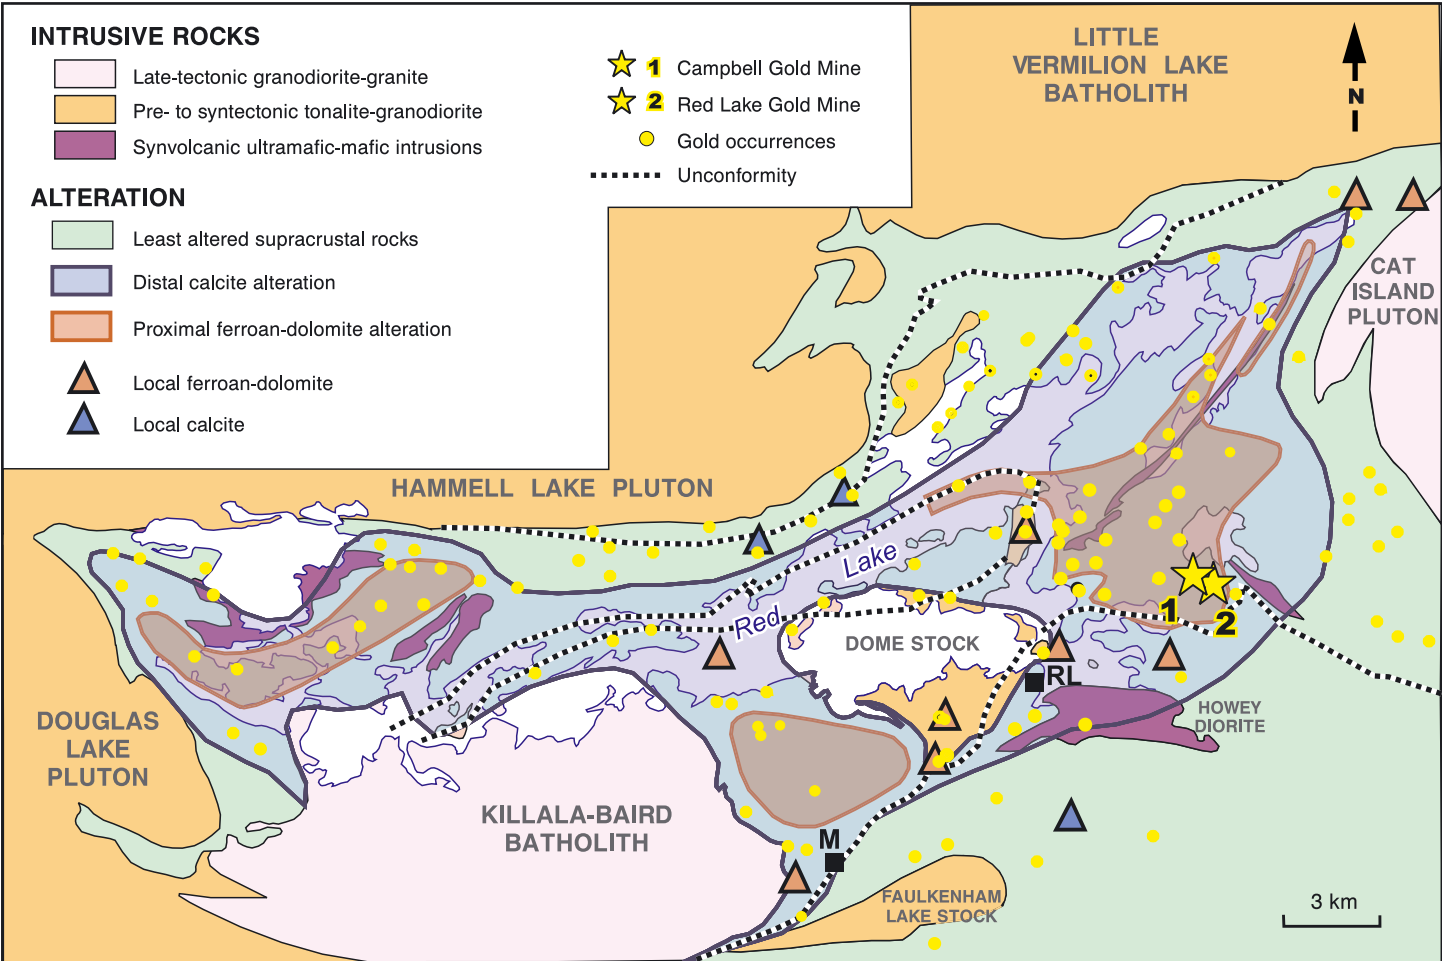 INTRUSIVE ROCKS
Late-tectonic granodiorite-granite
Pre- to syntectonic tonalite-granodiorite
Synvolcanic ultramafic-mafic intrusions
ALTERATION
Least altered supracrustal rocks
Distal calcite alteration
Proximal ferroan-dolomite alteration
Local ferroan-dolomite
Local calcite
1 Campbell Gold Mine
2 Red Lake Gold Mine
Gold occurrences
Unconformity
LITTLE
VERMILION LAKE
BATHOLITH
N
CAT
ISLAND
PLUTON
HAMMELL LAKE PLUTON
Lake
Red
DOME STOCK
1
2
RL
HOWEY
DIORITE
DOUGLAS
LAKE
PLUTON
KILLALA-BAIRD
BATHOLITH
M
FAULKENHAM
LAKE STOCK
3 km